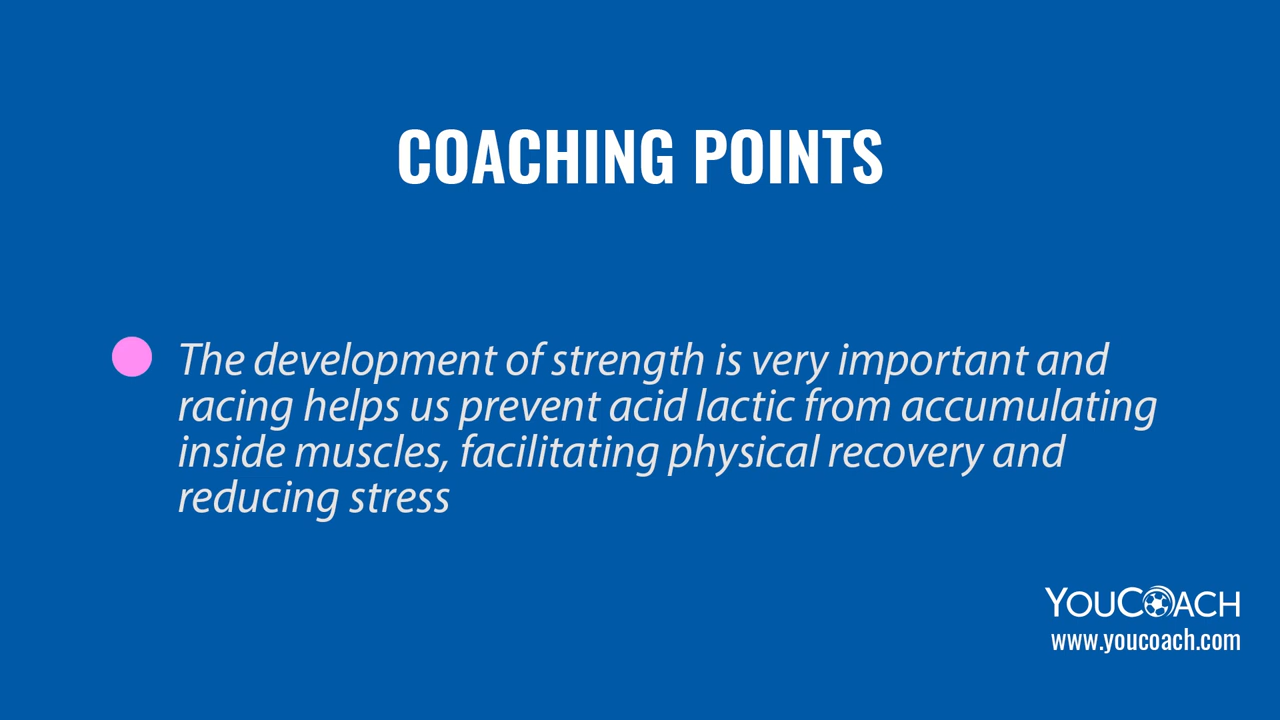 COACHING POINTS
The development of strength is very important and
racing helps us prevent acid lactic from accumulating
inside muscles, facilitating physical recovery and
reducing stress
YOUCOACH
www.youcoach.com